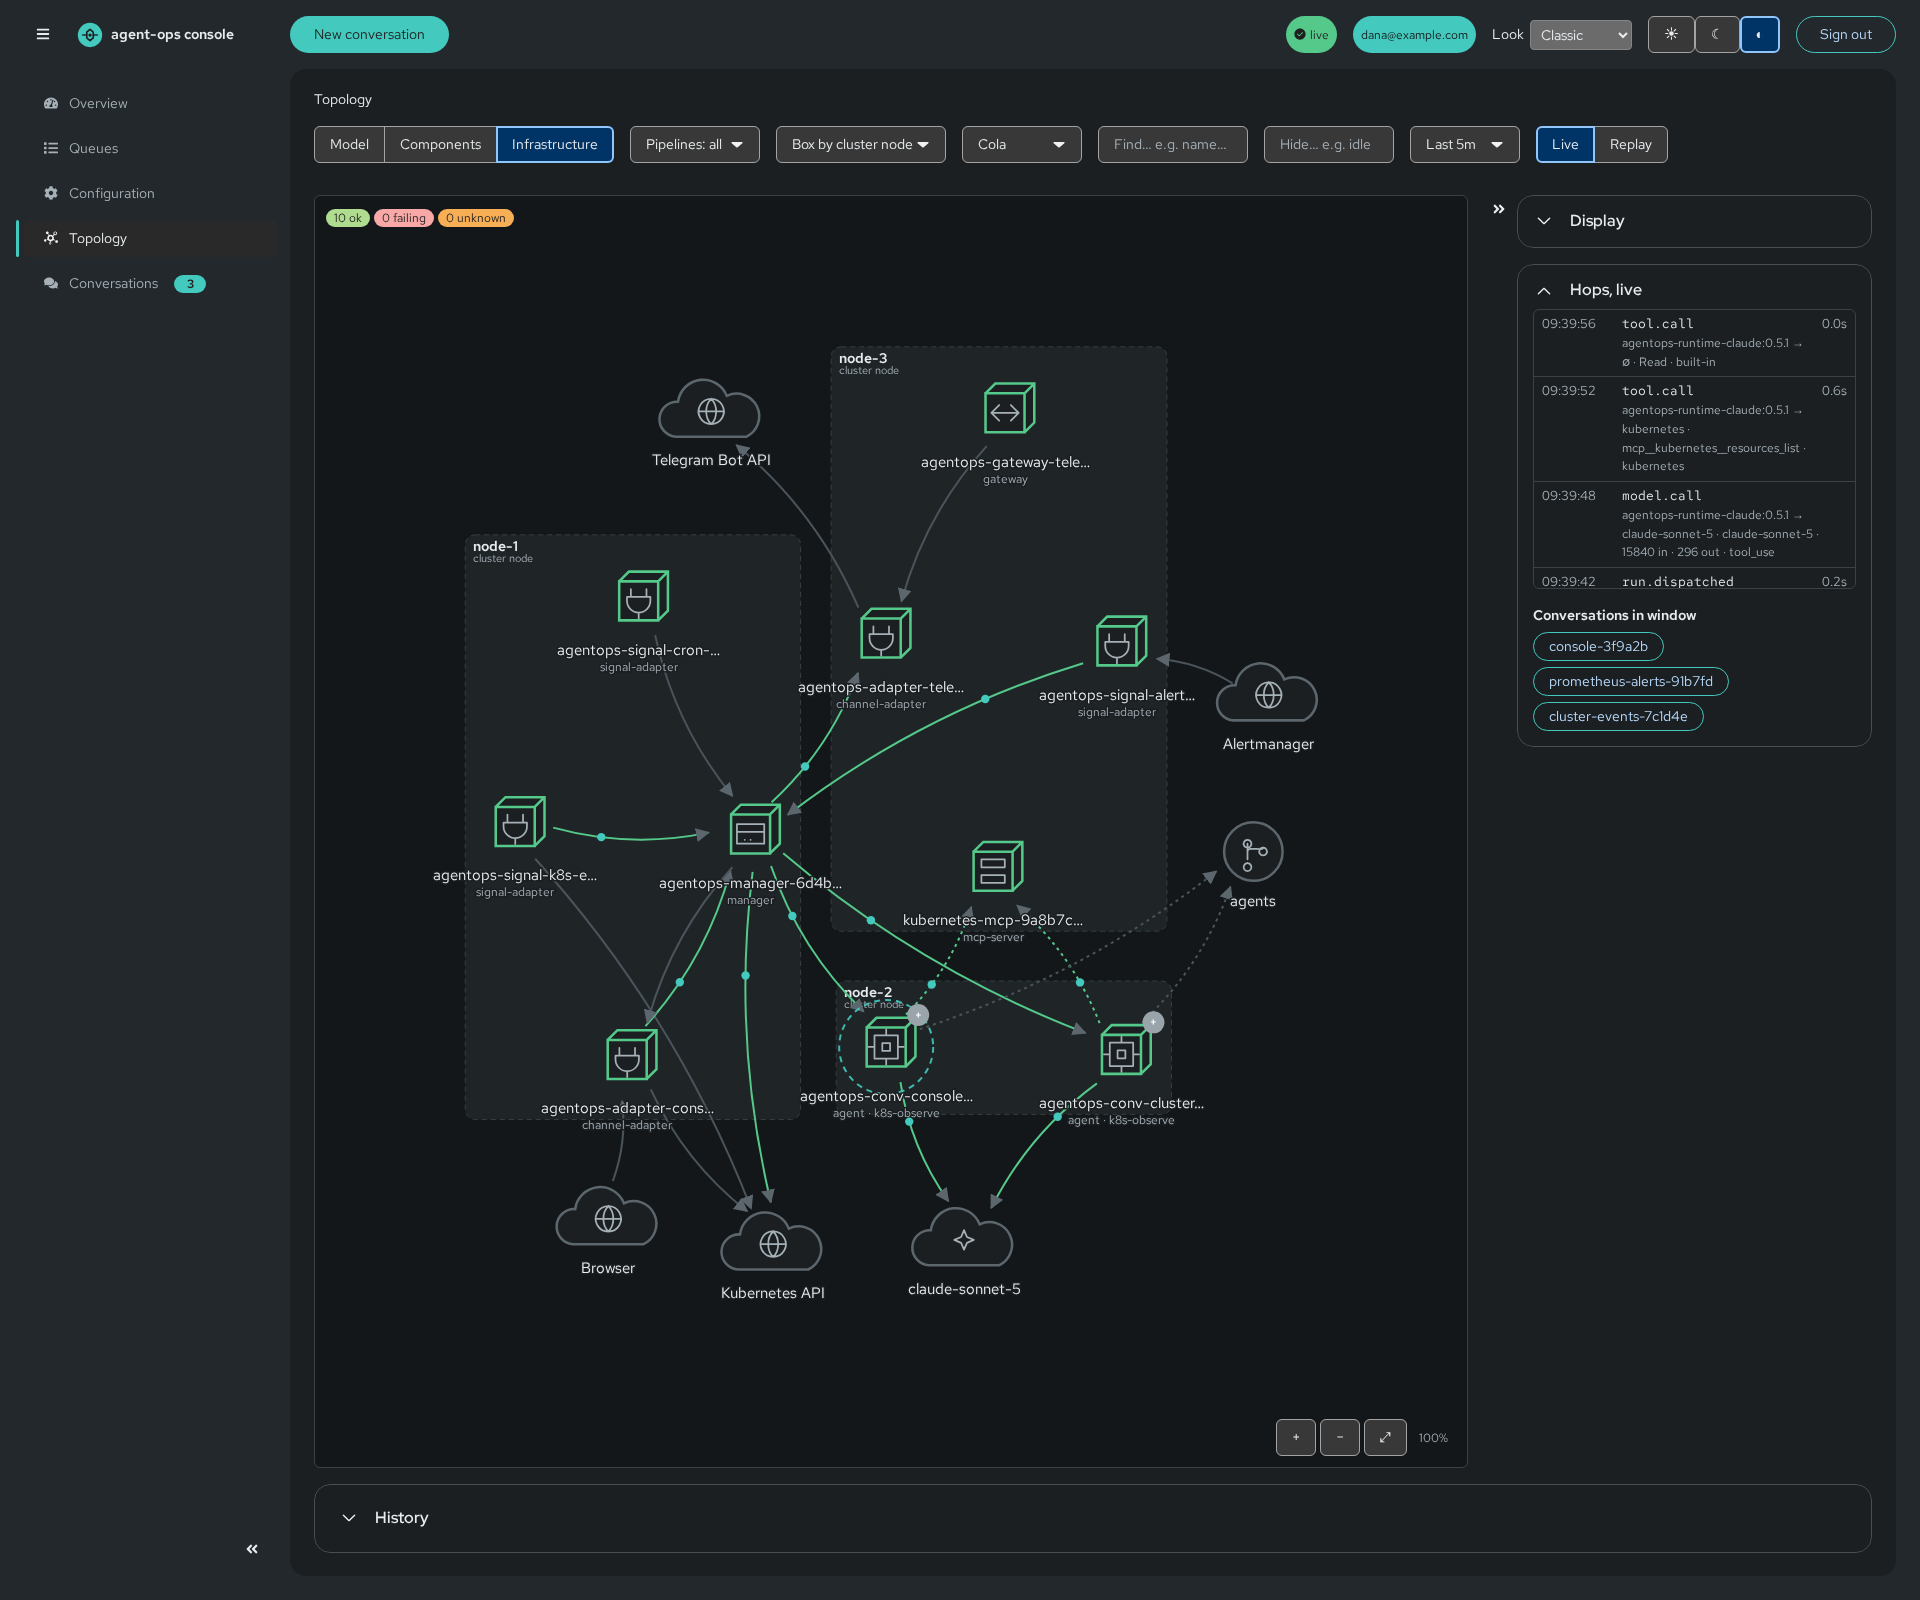 agent-ops console
New conversation
live
dana@example.com
Look
Classic
Sign out
Overview
Queues
Configuration
Topology
Conversations
3
Topology
Model
Components
Infrastructure
Pipelines: all
Box by cluster node
Cola
Find... e.g. name...
Hide... e.g. idle
Last 5m
Live
Replay
10 ok
0 failing
0 unknown
node-3
cluster node
Telegram Bot API
agentops-gateway-tele...
gateway
node-1
cluster node
agentops-signal-cron-...
signal-adapter
agentops-adapter-tele...
channel-adapter
agentops-signal-alert...
signal-adapter
Alertmanager
agentops-signal-k8s-e...
signal-adapter
agentops-manager-6d4b...
manager
kubernetes-mcp-9a8b7c...
mcp-server
agents
node-2
cluster node
agentops-conv-console...
agent · k8s-observe
agentops-conv-cluster...
agent · k8s-observe
agentops-adapter-cons...
channel-adapter
Browser
Kubernetes API
claude-sonnet-5
+
−
100%
Display
Hops, live
09:39:56 tool.call 0.0s
agentops-runtime-claude:0.5.1 →
ø · Read · built-in
09:39:52 tool.call 0.6s
agentops-runtime-claude:0.5.1 →
kubernetes ·
mcp__kubernetes__resources_list ·
kubernetes
09:39:48 model.call
agentops-runtime-claude:0.5.1 →
claude-sonnet-5 · claude-sonnet-5 ·
15840 in · 296 out · tool_use
09:39:42 run.dispatched 0.2s
Conversations in window
console-3f9a2b
prometheus-alerts-91b7fd
cluster-events-7c1d4e
History